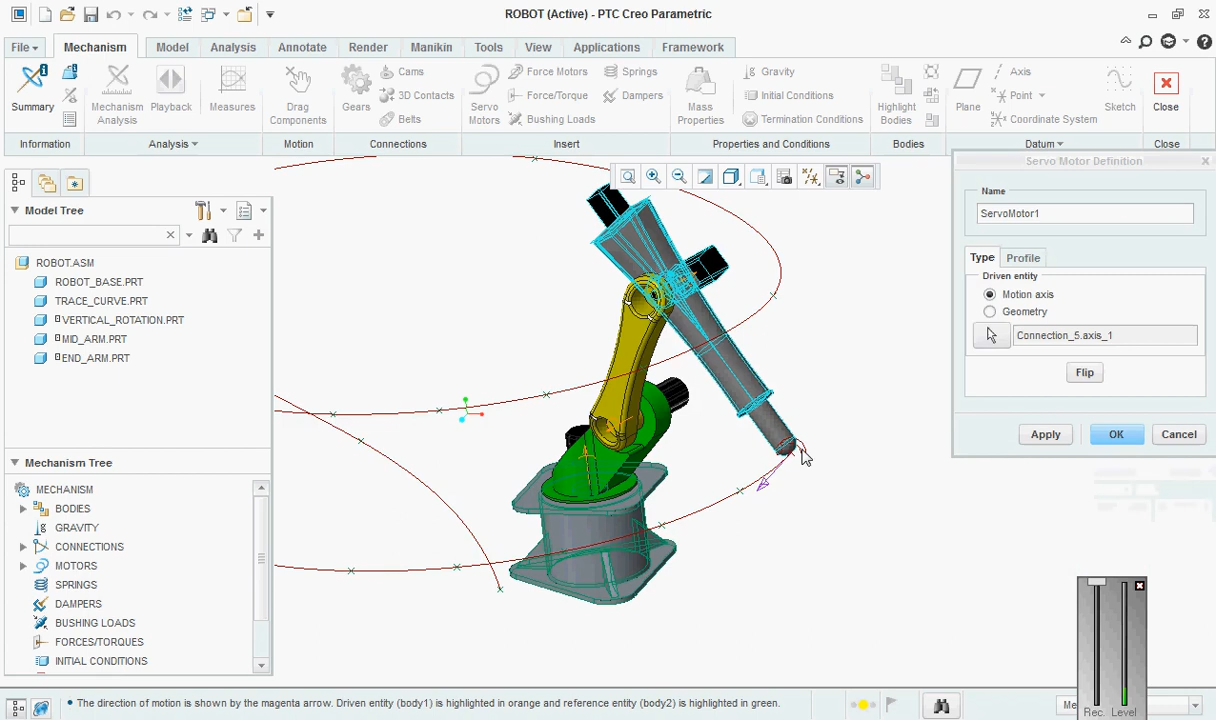 ROBOT (Active) - PTC Creo Parametric
File Mechanism Model Analysis Annotate Render Manikin Tools View Applications Framework
Summary
Mechanism Analysis
Playback
Measures
Drag Components
Gears
Cams
3D Contacts
Belts
Servo Motors
Force Motors
Force/Torque
Bushing Loads
Springs
Dampers
Mass Properties
Gravity
Initial Conditions
Termination Conditions
Highlight Bodies
Plane
Axis
Point
Coordinate System
Sketch
Close
Information Analysis Motion Connections Insert Properties and Conditions Bodies Datum Close
Model Tree
ROBOT.ASM
ROBOT_BASE.PRT
TRACE_CURVE.PRT
VERTICAL_ROTATION.PRT
MID_ARM.PRT
END_ARM.PRT
Mechanism Tree
MECHANISM
BODIES
GRAVITY
CONNECTIONS
MOTORS
SPRINGS
DAMPERS
BUSHING LOADS
FORCES/TORQUES
INITIAL CONDITIONS
Servo Motor Definition
Name
ServoMotor1
Type Profile
Driven entity
Motion axis
Geometry
Connection_5.axis_1
Flip
Apply OK Cancel
Rec. Level
• The direction of motion is shown by the magenta arrow. Driven entity (body1) is highlighted in orange and reference entity (body2) is highlighted in green.